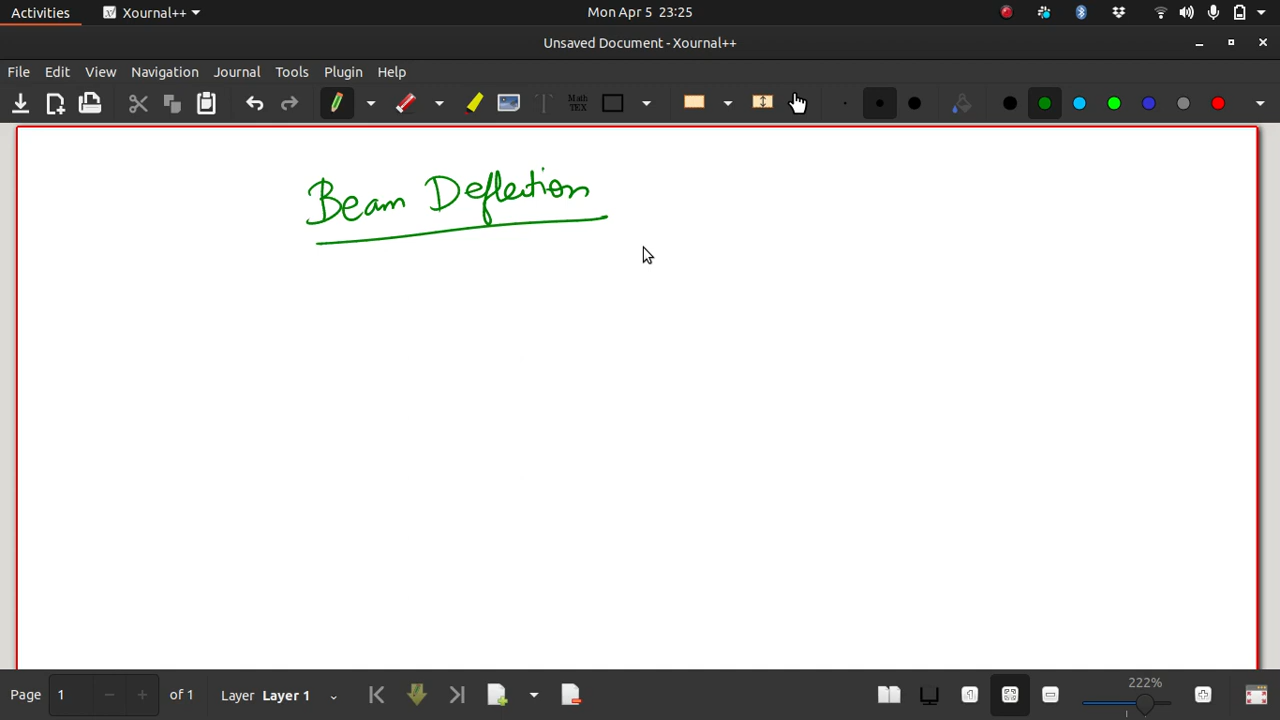 Activities Xournal++ Mon Apr 5 23:25
Unsaved Document - Xournal++
File Edit View Navigation Journal Tools Plugin Help
Math TEX
Beam Deflection
Page 1 of 1 Layer Layer 1 222%